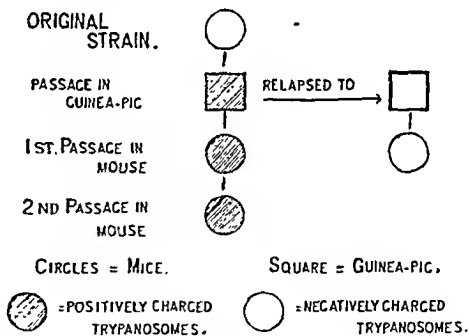 ORIGINAL
STRAIN.
PASSAGE IN
GUINEA-PIG
RELAPSED TO
1ST. PASSAGE IN
MOUSE
2ND PASSAGE IN
MOUSE
CIRCLES = MICE.
SQUARE = GUINEA-PIG.
=POSITIVELY CHARGED
TRYPANOSOMES.
=NEGATIVELY CHARGED
TRYPANOSOMES.